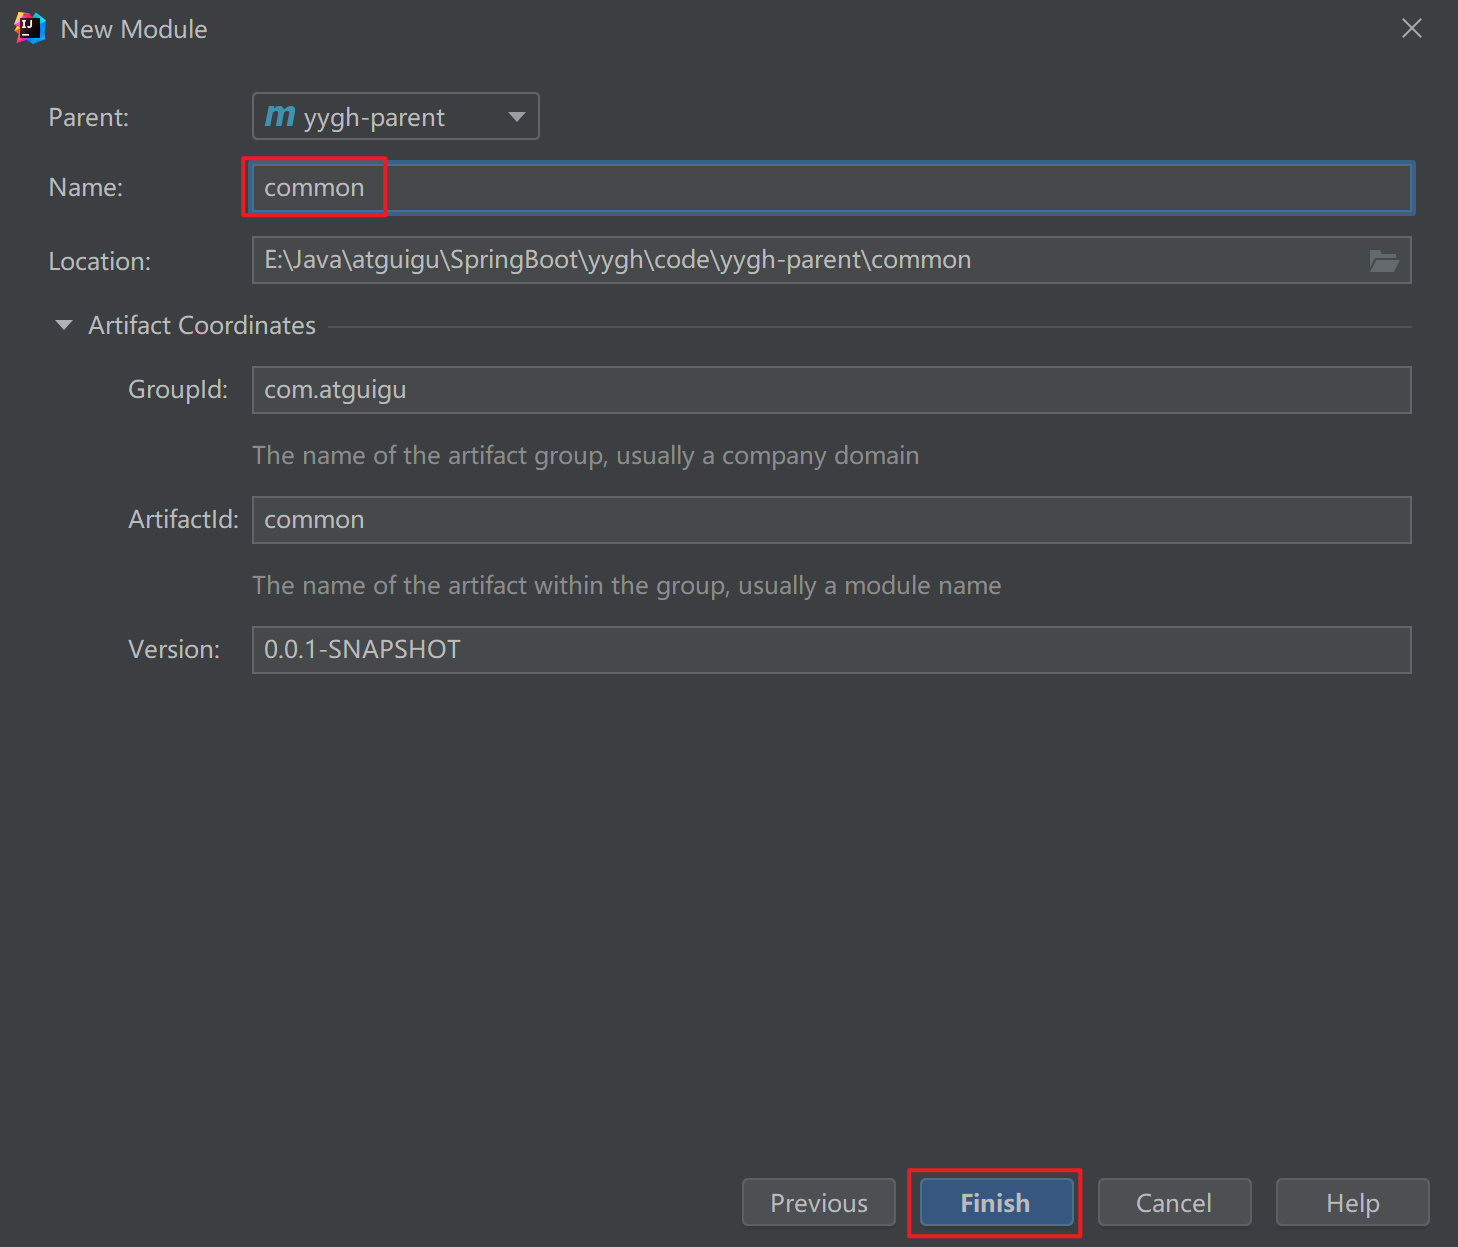 New Module
Parent: m yygh-parent
Name: common
Location: E:\Java\atguigu\SpringBoot\yygh\code\yygh-parent\common
Artifact Coordinates
GroupId: com.atguigu
The name of the artifact group, usually a company domain
ArtifactId: common
The name of the artifact within the group, usually a module name
Version: 0.0.1-SNAPSHOT
Previous Finish Cancel Help